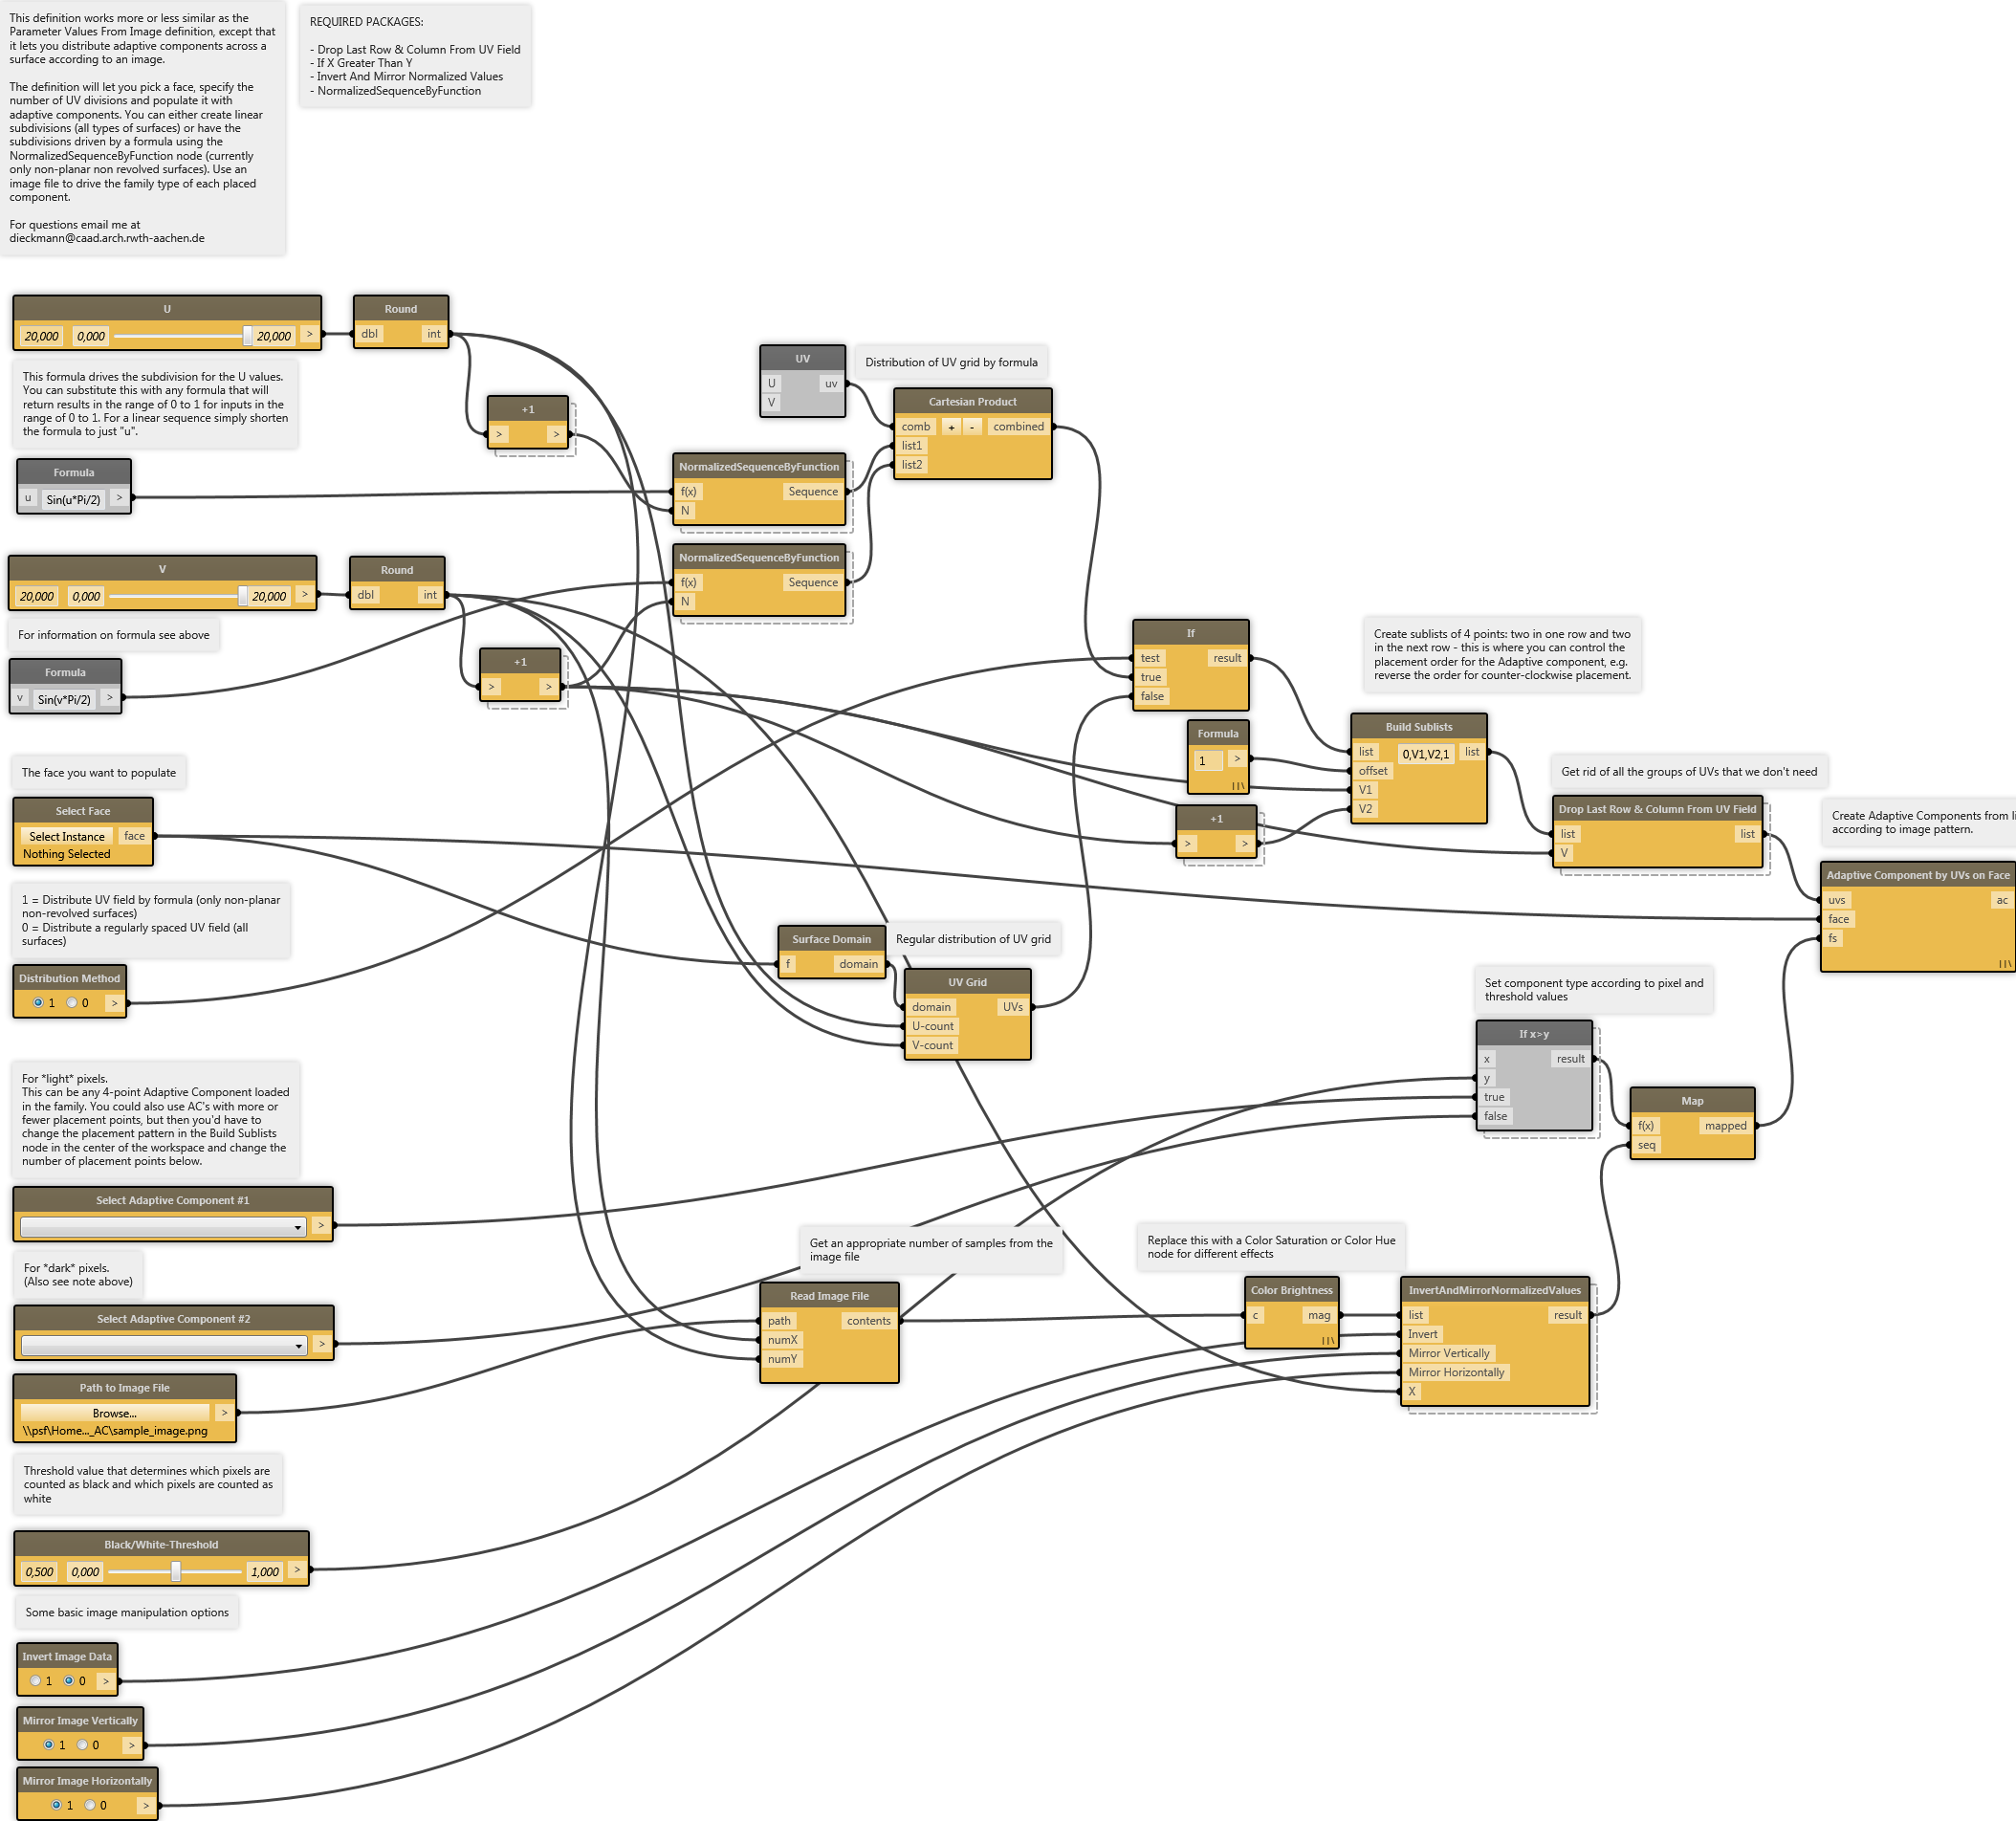 This definition works more or less similar as the
Parameter Values From Image definition, except that
it lets you distribute adaptive components across a
surface according to an image.
The definition will let you pick a face, specify the
number of UV divisions and populate it with
adaptive components. You can either create linear
subdivisions (all types of surfaces) or have the
subdivisions driven by a formula using the
NormalizedSequenceByFunction node (currently
only non-planar non revolved surfaces). Use an
image file to drive the family type of each placed
component.
For questions email me at
dieckmann@caad.arch.rwth-aachen.de
REQUIRED PACKAGES:
- Drop Last Row & Column From UV Field
- If X Greater Than Y
- Invert And Mirror Normalized Values
- NormalizedSequenceByFunction
U
20,000 0,000 20,000 >
Round
dbl int
This formula drives the subdivision for the U values.
You can substitute this with any formula that will
return results in the range of 0 to 1 for inputs in the
range of 0 to 1. For a linear sequence simply shorten
the formula to just "u".
+1
> >
Formula
u Sin(u*Pi/2) >
UV
U uv
V
Distribution of UV grid by formula
Cartesian Product
comb + - combined
list1
list2
NormalizedSequenceByFunction
f(x) Sequence
N
NormalizedSequenceByFunction
f(x) Sequence
N
V
20,000 0,000 20,000 >
Round
dbl int
For information on formula see above
Formula
v Sin(v*Pi/2) >
+1
> >
If
test result
true
false
Create sublists of 4 points: two in one row and two
in the next row - this is where you can control the
placement order for the Adaptive component, e.g.
reverse the order for counter-clockwise placement.
Formula
1 >
Build Sublists
list 0,V1,V2,1 list
offset
V1
V2
+1
> >
Get rid of all the groups of UVs that we don't need
Drop Last Row & Column From UV Field
list list
V
Create Adaptive Components from li
according to image pattern.
Adaptive Component by UVs on Face
uvs ac
face
fs
The face you want to populate
Select Face
Select Instance face
Nothing Selected
1 = Distribute UV field by formula (only non-planar
non-revolved surfaces)
0 = Distribute a regularly spaced UV field (all
surfaces)
Distribution Method
1 0 >
Surface Domain
f domain
Regular distribution of UV grid
UV Grid
domain UVs
U-count
V-count
Set component type according to pixel and
threshold values
If x>y
x result
y
true
false
Map
f(x) mapped
seq
For *light* pixels.
This can be any 4-point Adaptive Component loaded
in the family. You could also use AC's with more or
fewer placement points, but then you'd have to
change the placement pattern in the Build Sublists
node in the center of the workspace and change the
number of placement points below.
Select Adaptive Component #1
>
For *dark* pixels.
(Also see note above)
Select Adaptive Component #2
>
Get an appropriate number of samples from the
image file
Read Image File
path contents
numX
numY
Replace this with a Color Saturation or Color Hue
node for different effects
Color Brightness
c mag
InvertAndMirrorNormalizedValues
list result
Invert
Mirror Vertically
Mirror Horizontally
X
Path to Image File
Browse... >
\\psf\Home..._AC\sample_image.png
Threshold value that determines which pixels are
counted as black and which pixels are counted as
white
Black/White-Threshold
0,500 0,000 1,000 >
Some basic image manipulation options
Invert Image Data
1 0 >
Mirror Image Vertically
1 0 >
Mirror Image Horizontally
1 0 >